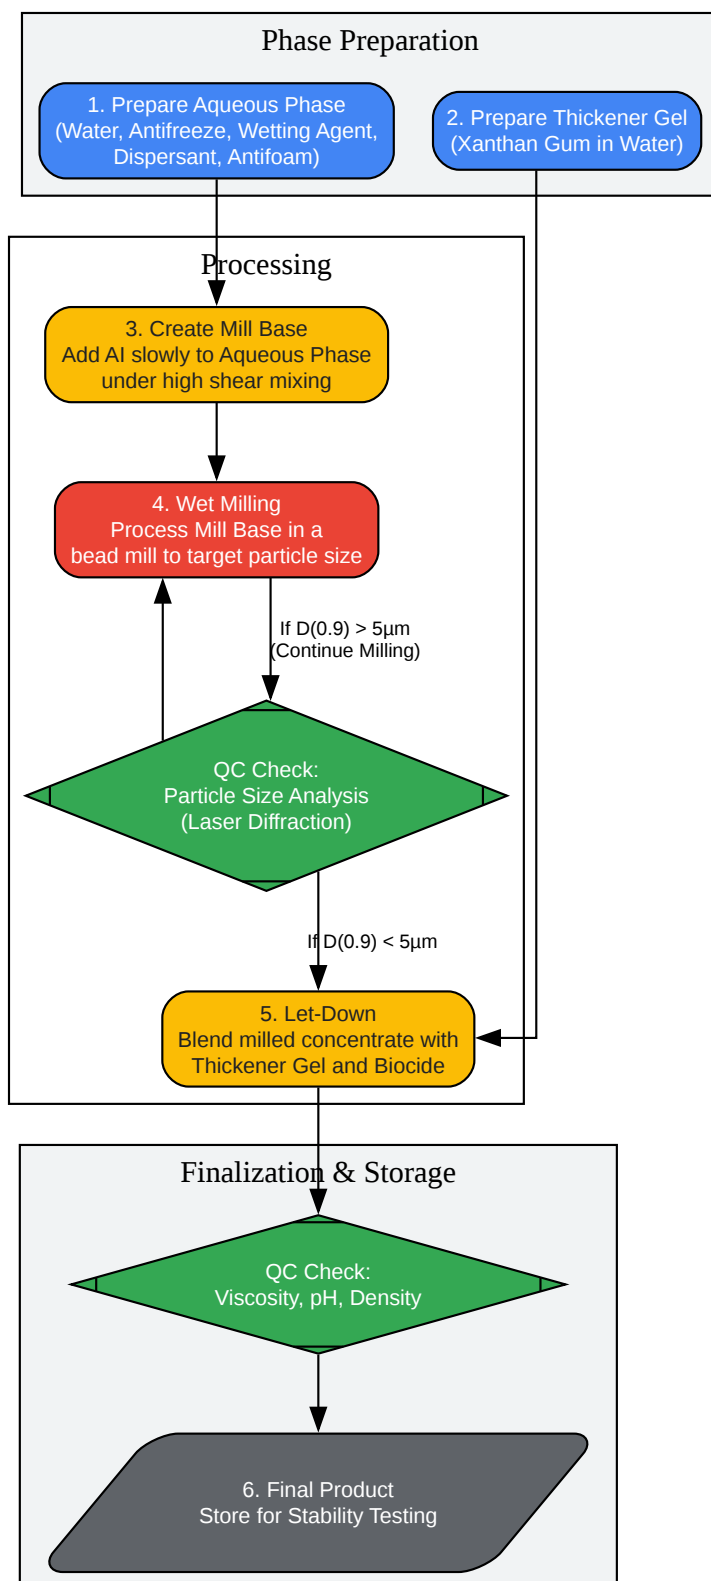 Phase Preparation
1. Prepare Aqueous Phase
(Water, Antifreeze, Wetting Agent,
Dispersant, Antifoam)
2. Prepare Thickener Gel
(Xanthan Gum in Water)
Processing
3. Create Mill Base
Add AI slowly to Aqueous Phase
under high shear mixing
4. Wet Milling
Process Mill Base in a
bead mill to target particle size
If D(0.9) > 5µm
(Continue Milling)
QC Check:
Particle Size Analysis
(Laser Diffraction)
If D(0.9) < 5µm
5. Let-Down
Blend milled concentrate with
Thickener Gel and Biocide
Finalization & Storage
QC Check:
Viscosity, pH, Density
6. Final Product
Store for Stability Testing